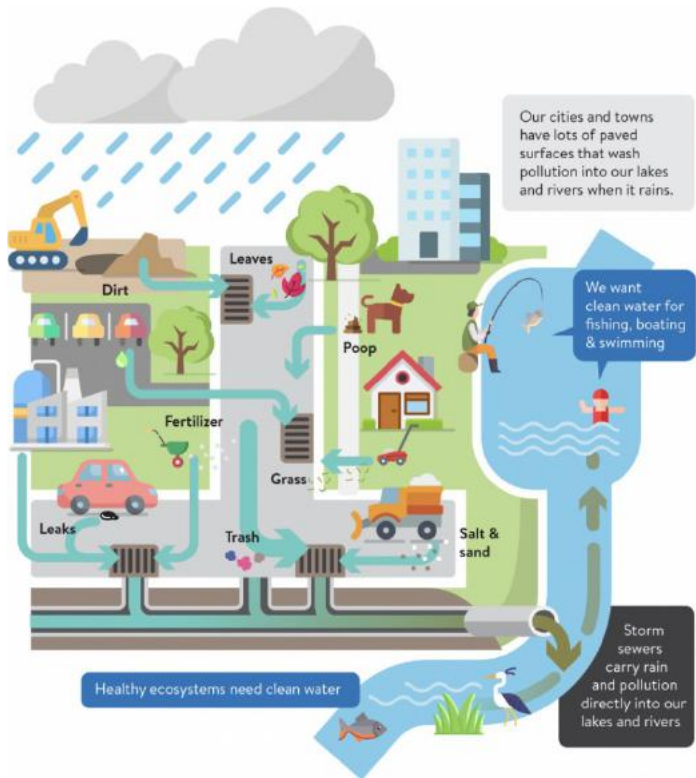 Our cities and towns
have lots of paved
surfaces that wash
pollution into our lakes
and rivers when it rains.
Leaves
We want
clean water for
fishing, boating
& swimming
Dirt
Poop
Fertilizer
Grass
Leaks
Trash
Salt &
sand
Storm
sewers
carry rain
and pollution
directly into our
lakes and rivers
Healthy ecosystems need clean water